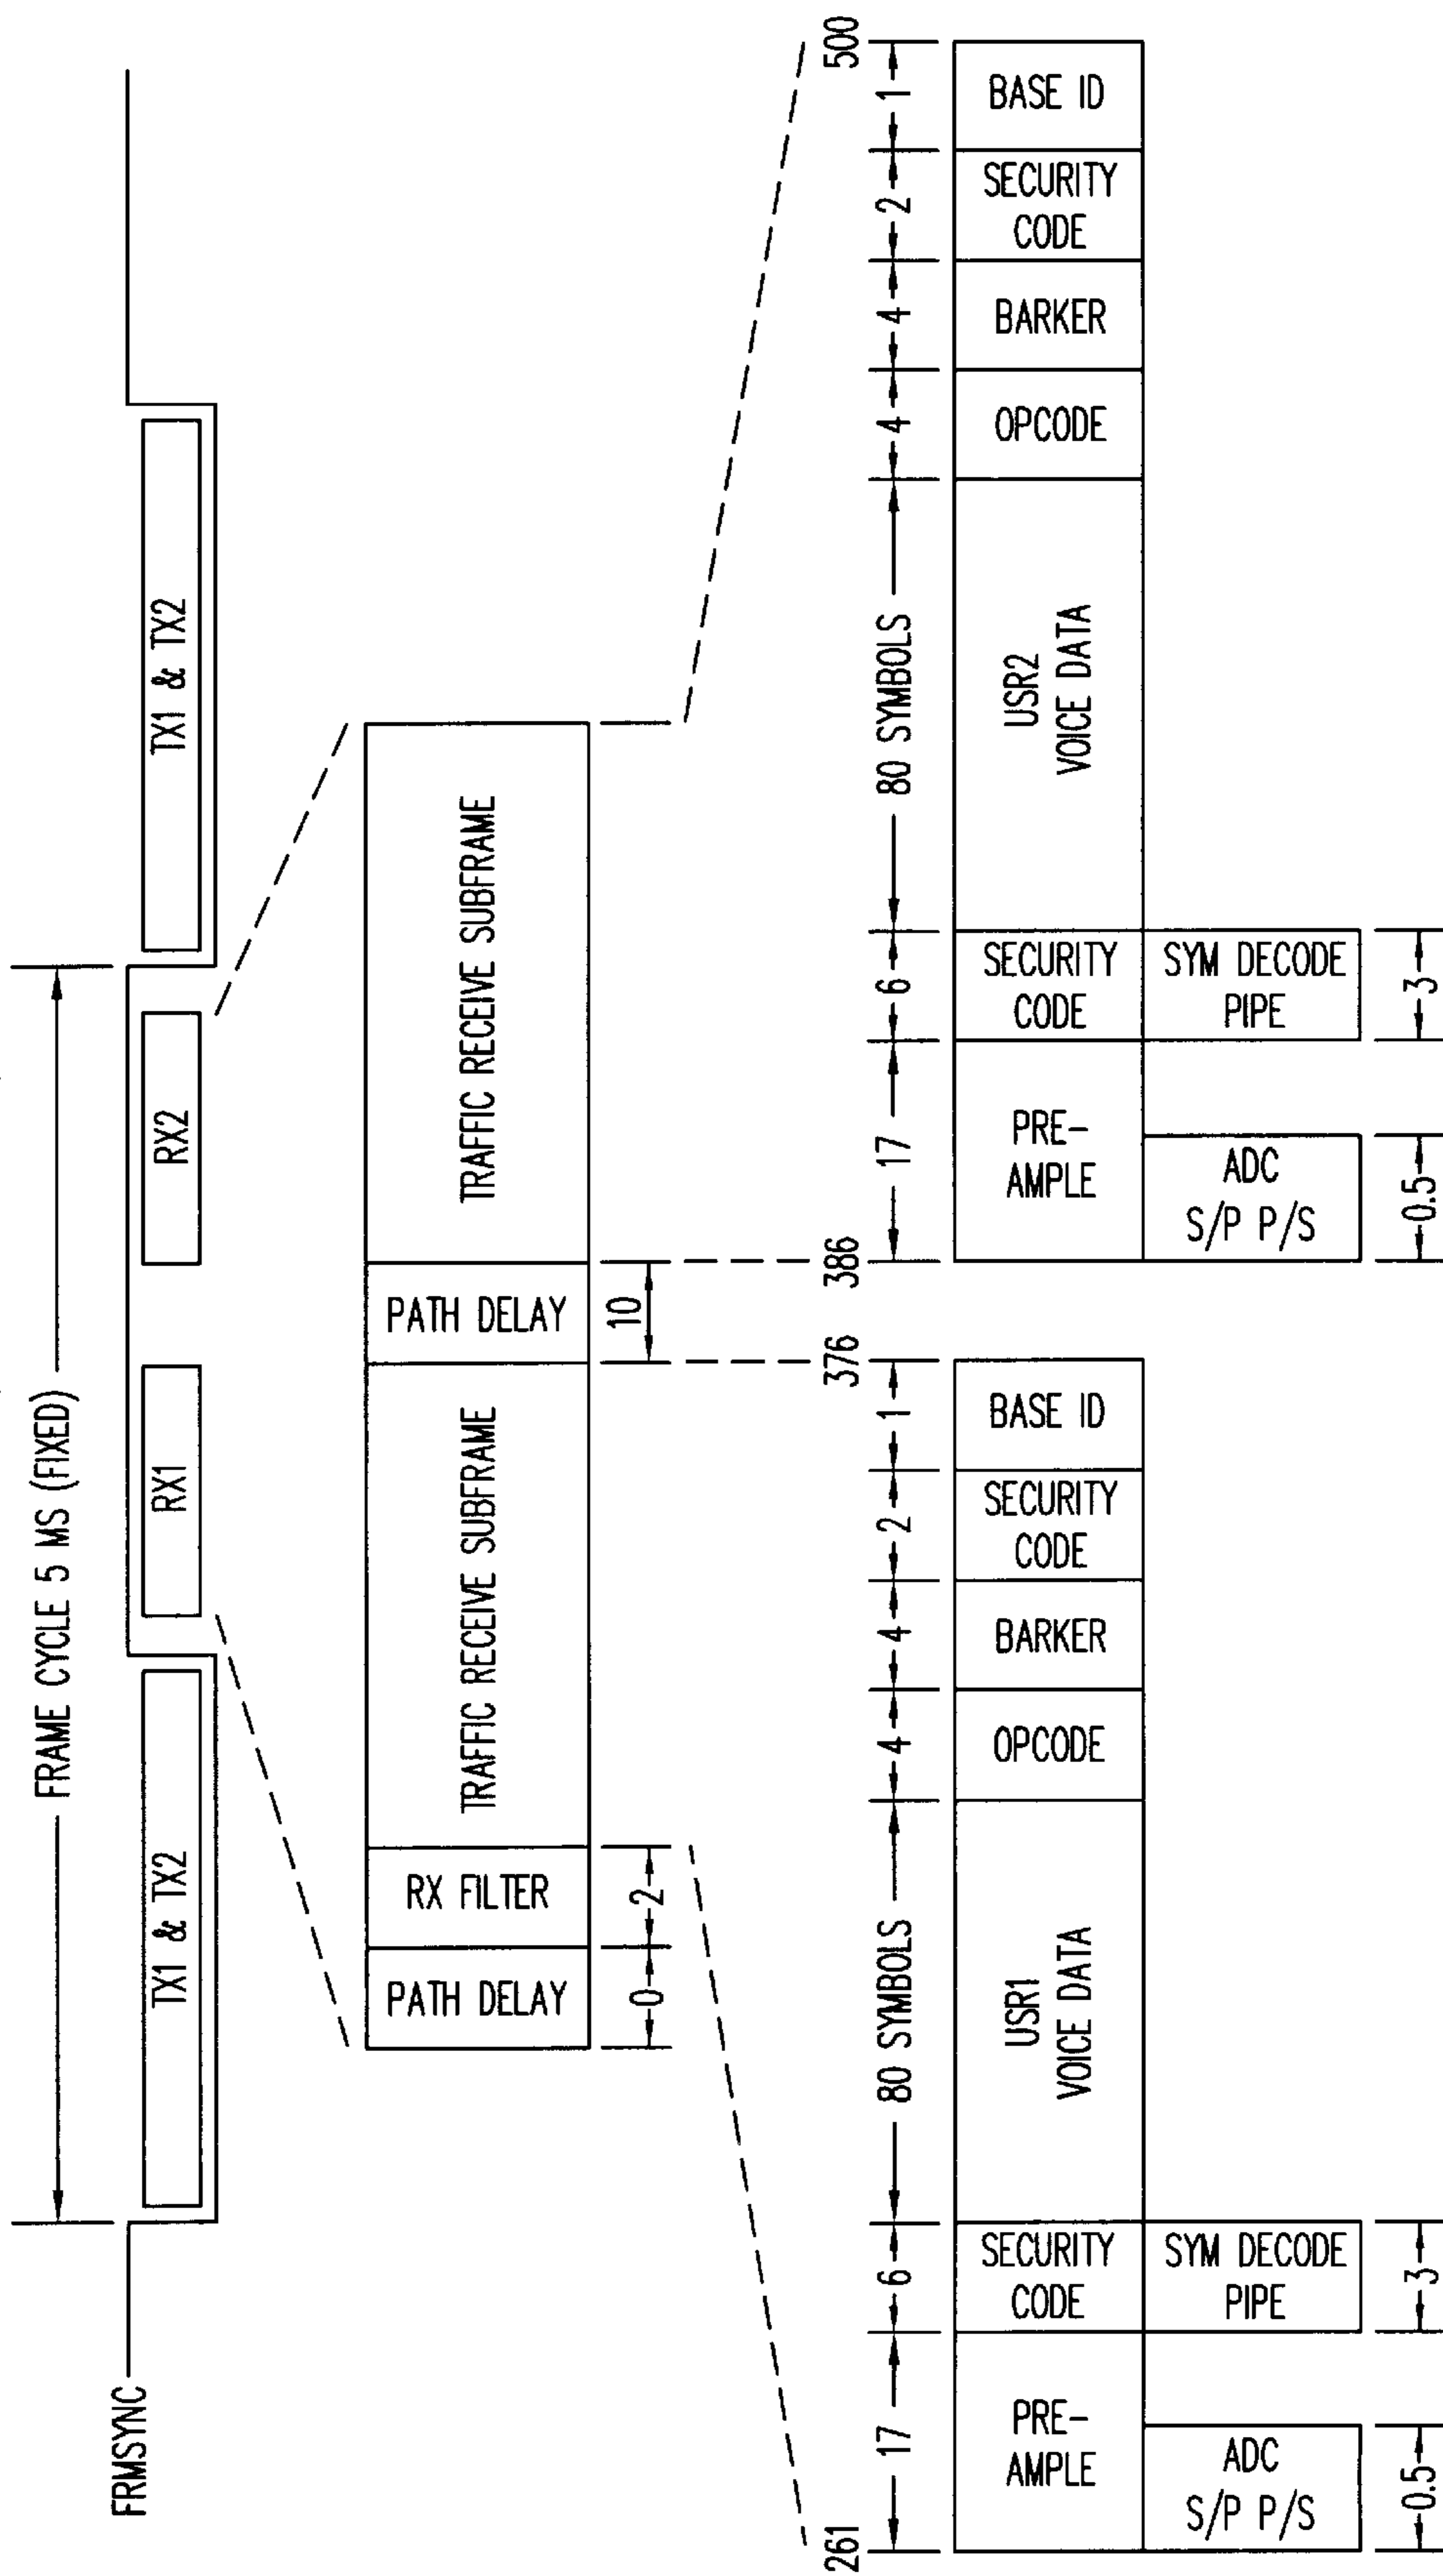 FRAME CYCLE 5 MS (FIXED)
FRMSYNC
TX1 & TX2
RX1
RX2
TX1 & TX2
PATH DELAY
RX FILTER
TRAFFIC RECEIVE SUBFRAME
PATH DELAY
TRAFFIC RECEIVE SUBFRAME
0
2
10
261
376
386
500
17
6
80 SYMBOLS
4
4
2
1
17
6
80 SYMBOLS
4
4
2
1
PRE-
AMPLE
SECURITY
CODE
USR1
VOICE DATA
OPCODE
BARKER
SECURITY
CODE
BASE ID
PRE-
AMPLE
SECURITY
CODE
USR2
VOICE DATA
OPCODE
BARKER
SECURITY
CODE
BASE ID
ADC
S/P P/S
SYM DECODE
PIPE
ADC
S/P P/S
SYM DECODE
PIPE
0.5
3
0.5
3